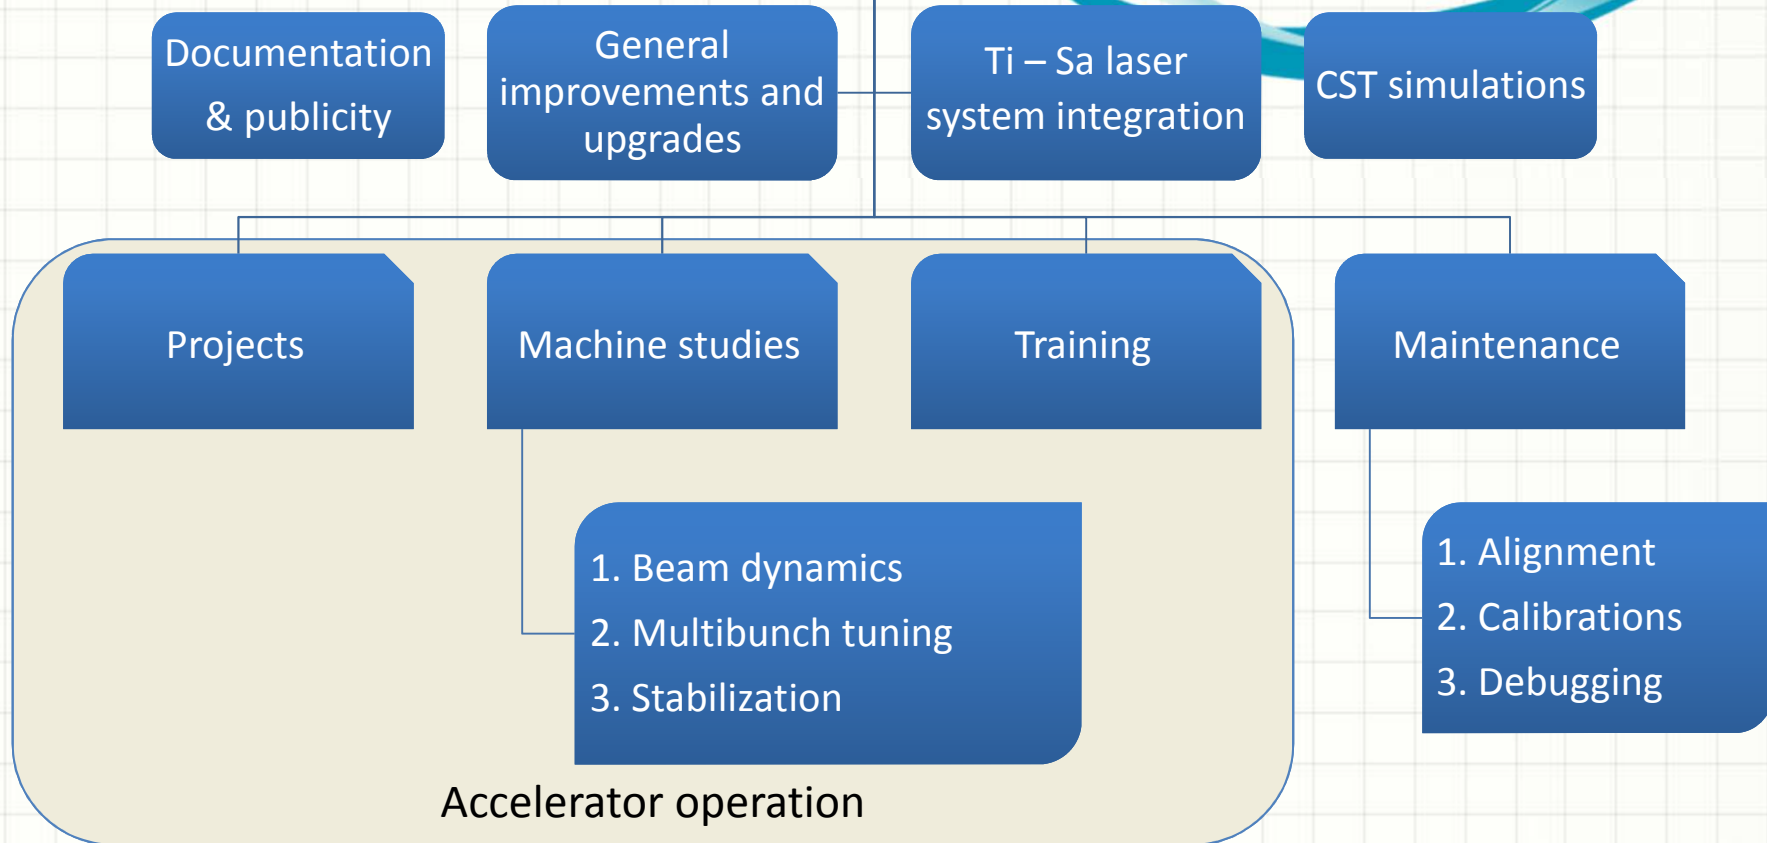 Documentation
& publicity
General
improvements and
upgrades
Ti – Sa laser
system integration
CST simulations
Projects
Machine studies
Training
Maintenance
1. Beam dynamics
2. Multibunch tuning
3. Stabilization
1. Alignment
2. Calibrations
3. Debugging
Accelerator operation